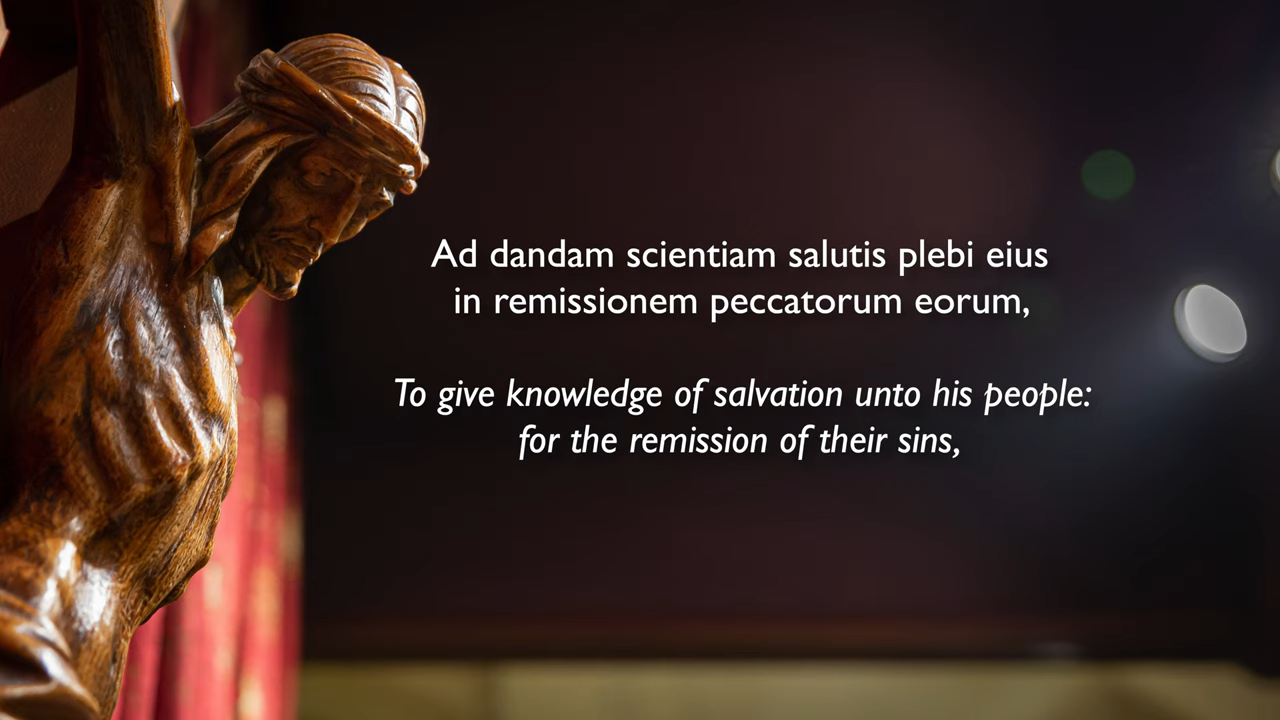 Ad dandam scientiam salutis plebi eius
in remissionem peccatorum eorum,
To give knowledge of salvation unto his people:
for the remission of their sins,